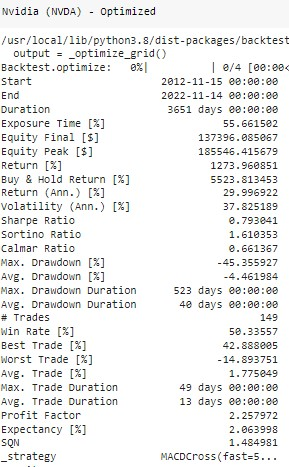 Nvidia (NVDA) - Optimized
/usr/local/lib/python3.8/dist-packages/backtest
output = _optimize_grid()
Backtest.optimize: 0%| | 0/4 [00:00<
Start 2012-11-15 00:00:00
End 2022-11-14 00:00:00
Duration 3651 days 00:00:00
Exposure Time [%] 55.661502
Equity Final [$] 137396.085067
Equity Peak [$] 185546.415679
Return [%] 1273.960851
Buy & Hold Return [%] 5523.813453
Return (Ann.) [%] 29.996922
Volatility (Ann.) [%] 37.825189
Sharpe Ratio 0.793041
Sortino Ratio 1.610353
Calmar Ratio 0.661367
Max. Drawdown [%] -45.355927
Avg. Drawdown [%] -4.461984
Max. Drawdown Duration 523 days 00:00:00
Avg. Drawdown Duration 40 days 00:00:00
# Trades 149
Win Rate [%] 50.33557
Best Trade [%] 42.888005
Worst Trade [%] -14.893751
Avg. Trade [%] 1.775049
Max. Trade Duration 49 days 00:00:00
Avg. Trade Duration 13 days 00:00:00
Profit Factor 2.257972
Expectancy [%] 2.063998
SQN 1.484981
_strategy MACDCross(fast=5...